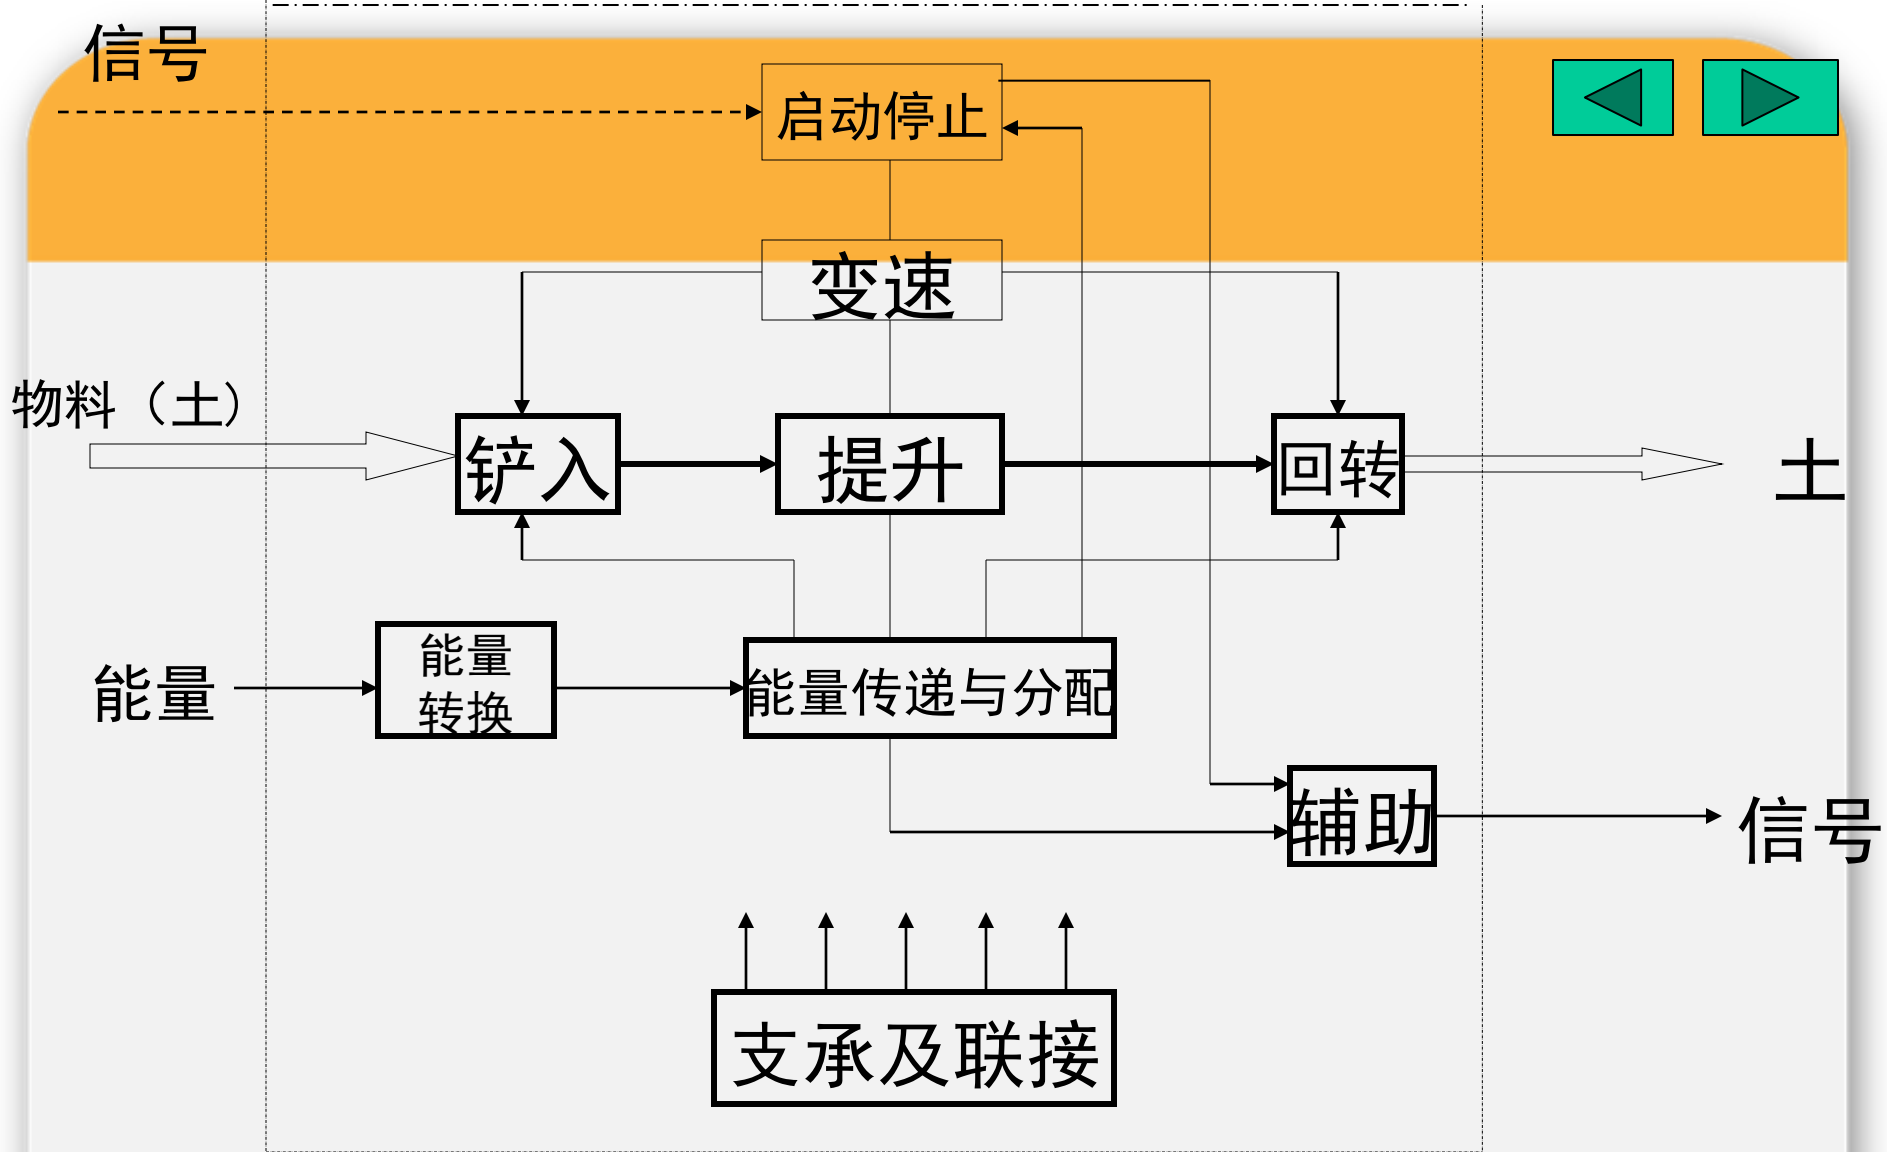 信号
启动停止
变速
物料（土）
铲入
提升
回转
土
能量
能量
转换
能量传递与分配
辅助
信号
支承及联接